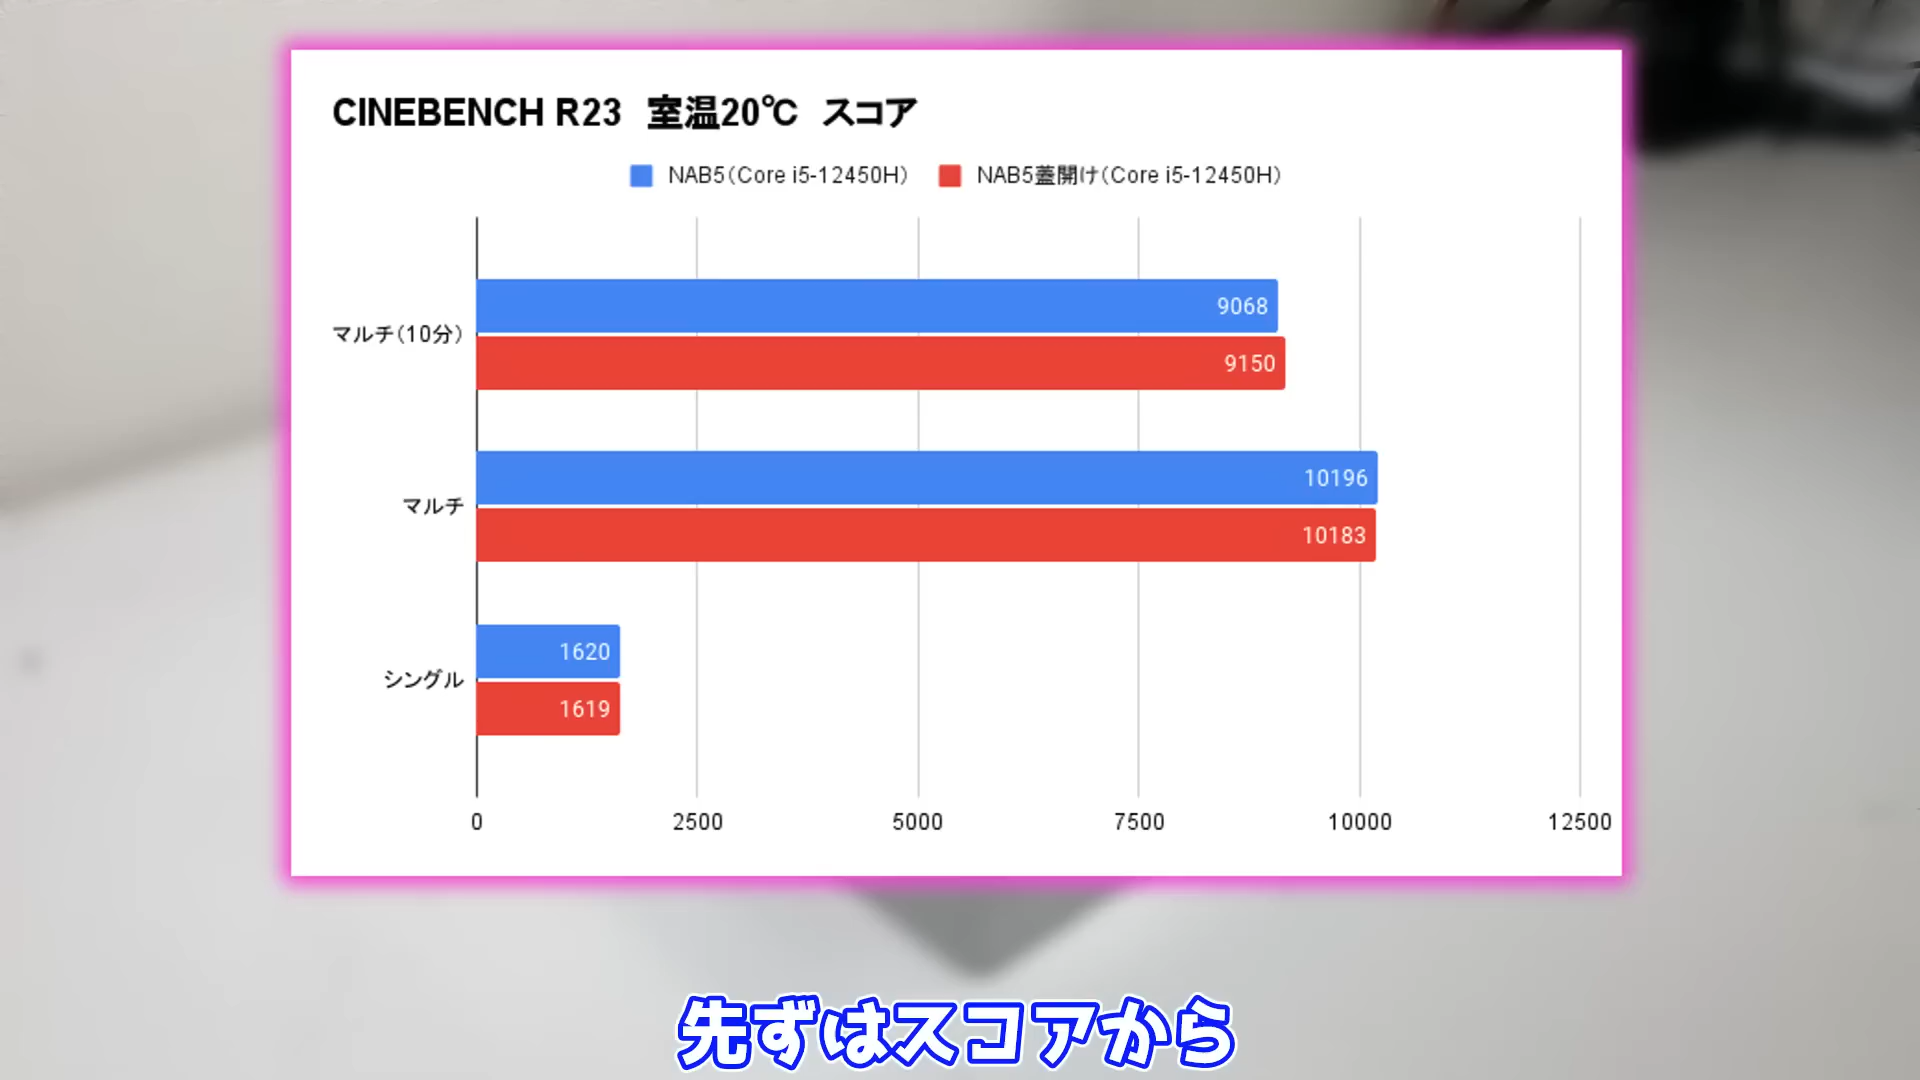 CINEBENCH R23　室温20℃　スコア
NAB5（Core i5-12450H） NAB5蓋開け（Core i5-12450H）
マルチ（10分）
9068
9150
マルチ
10196
10183
シングル
1620
1619
0 2500 5000 7500 10000 12500
先ずはスコアから